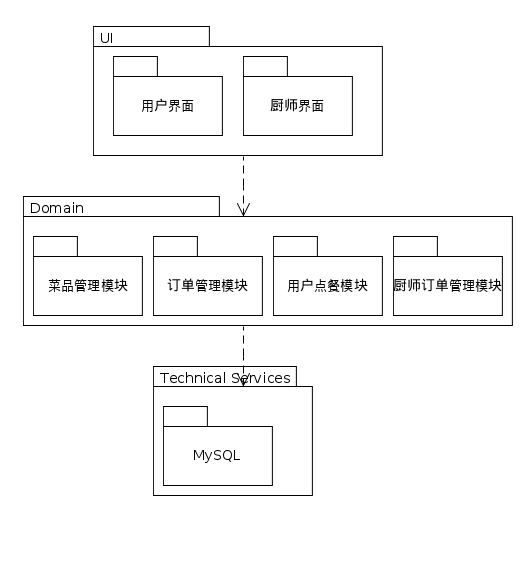 UI
用户界面
厨师界面
Domain
菜品管理模块
订单管理模块
用户点餐模块
厨师订单管理模块
Technical Services
MySQL